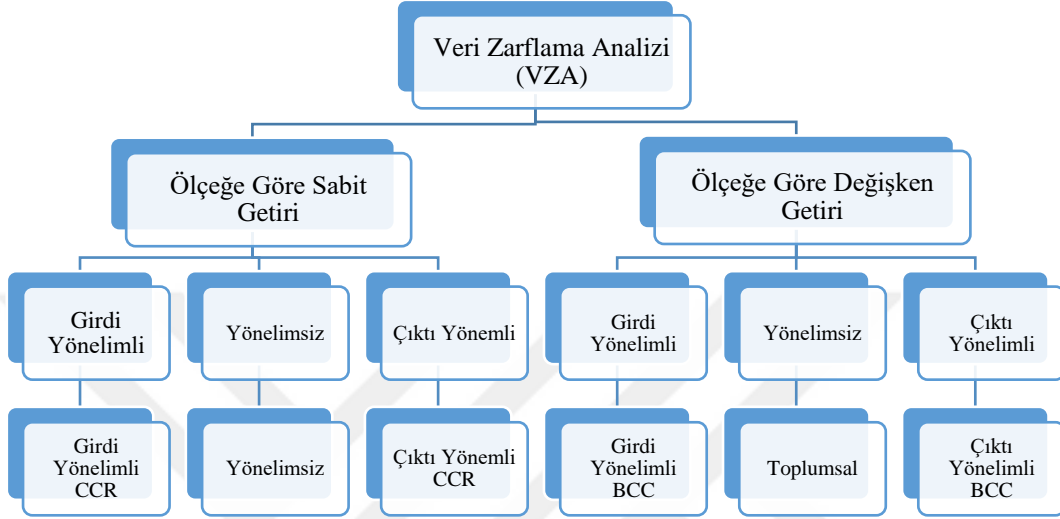 Veri Zarflama Analizi
(VZA)
Ölçeğe Göre Sabit
Getiri
Ölçeğe Göre Değişken
Getiri
Girdi
Yönelimli
Yönelimsiz
Çıktı Yönemli
Girdi
Yönelimli
Yönelimsiz
Çıktı
Yönelimli
Girdi
Yönelimli
CCR
Yönelimsiz
Çıktı Yönemli
CCR
Girdi
Yönelimli
BCC
Toplumsal
Çıktı
Yönelimli
BCC